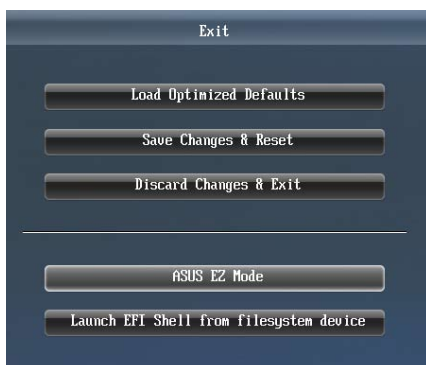 Exit
Load Optimized Defaults
Save Changes & Reset
Discard Changes & Exit
ASUS EZ Mode
Launch EFI Shell from filesystem device